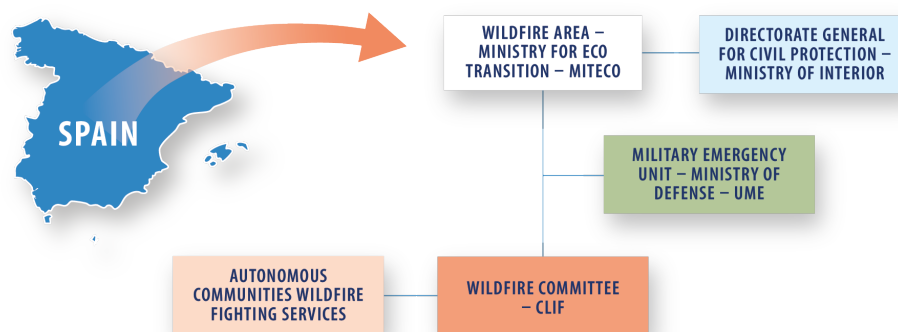 SPAIN
WILDFIRE AREA –
MINISTRY FOR ECO
TRANSITION – MITECO
DIRECTORATE GENERAL
FOR CIVIL PROTECTION –
MINISTRY OF INTERIOR
MILITARY EMERGENCY
UNIT – MINISTRY OF
DEFENSE – UME
AUTONOMOUS
COMMUNITIES WILDFIRE
FIGHTING SERVICES
WILDFIRE COMMITTEE
– CLIF